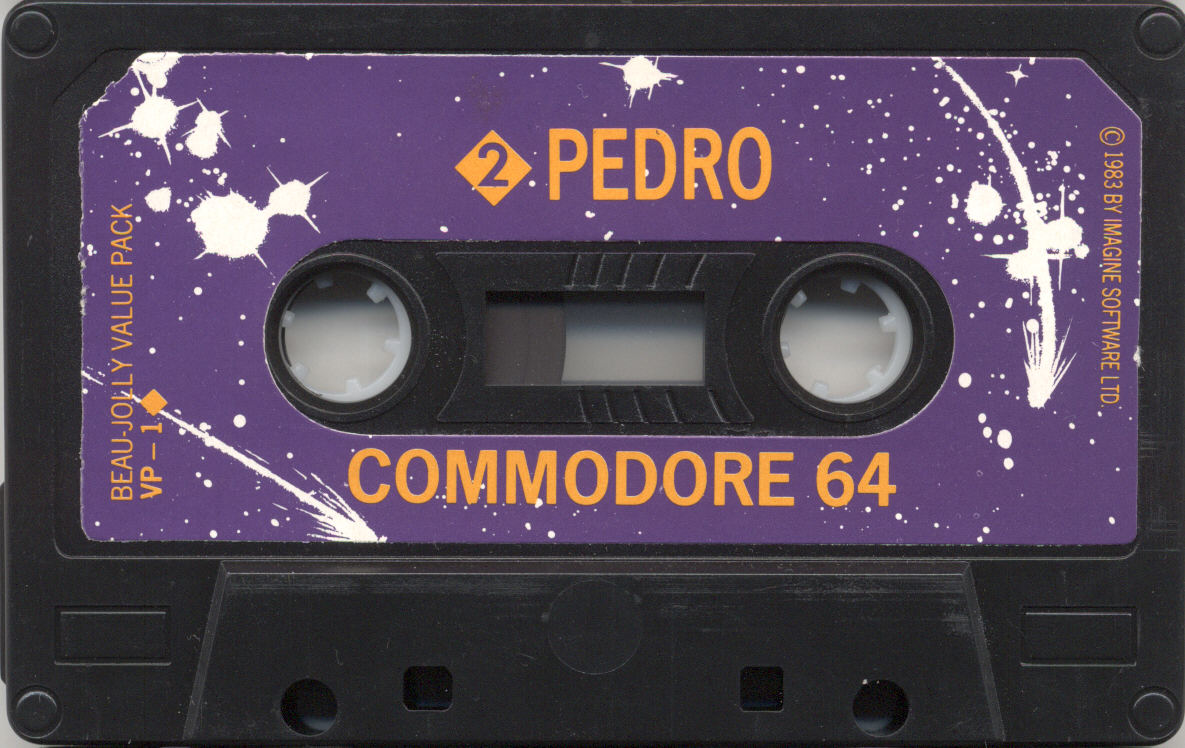 2 PEDRO
COMMODORE 64
BEAU-JOLLY VALUE PACK
VP-1
© 1983 BY IMAGINE SOFTWARE LTD.